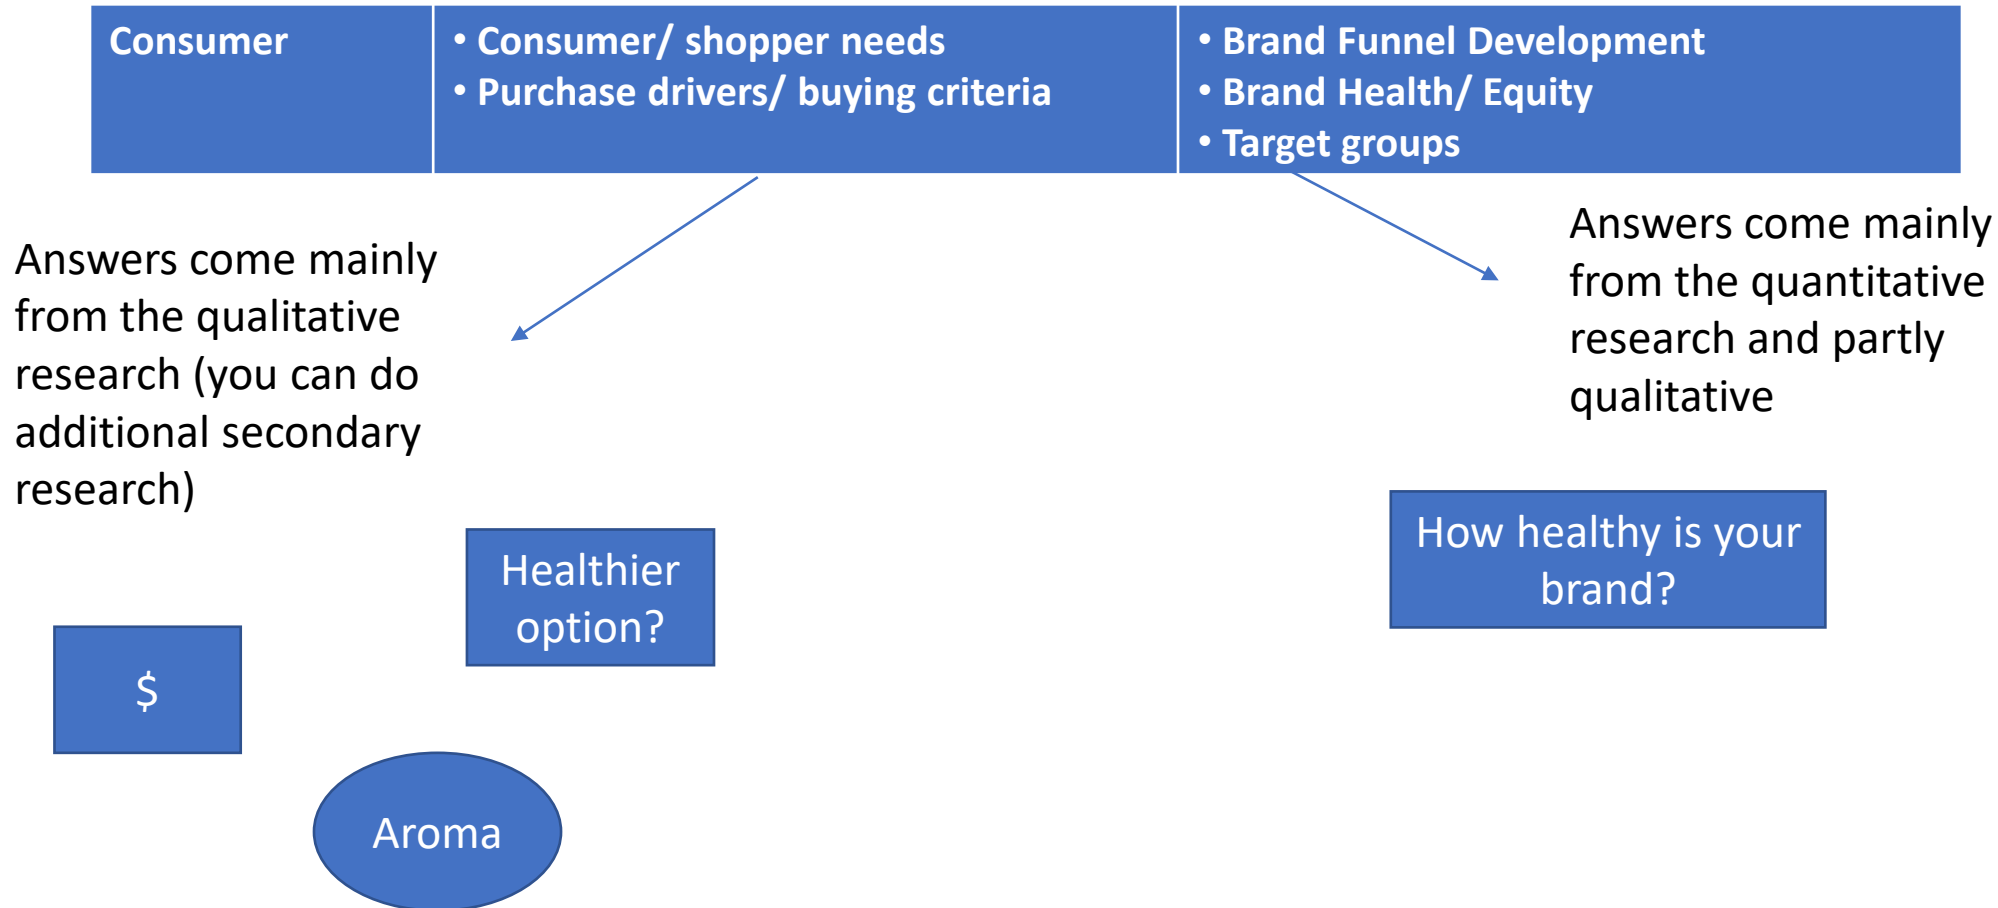 Consumer
• Consumer/ shopper needs
• Purchase drivers/ buying criteria
• Brand Funnel Development
• Brand Health/ Equity
• Target groups
Answers come mainly
from the qualitative
research (you can do
additional secondary
research)
Answers come mainly
from the quantitative
research and partly
qualitative
Healthier
option?
How healthy is your
brand?
$
Aroma